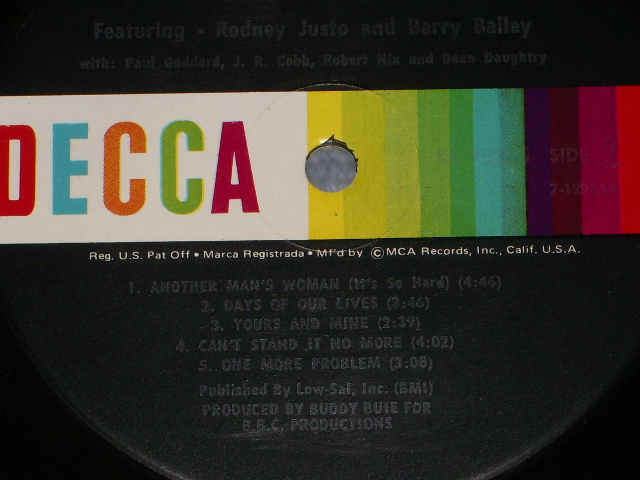 Featuring - Rodney Justo and Barry Bailey
with: Paul Goddard, J. R. Cobb, Robert Nix and Dean Daughtry
DECCA
SIDE 2
Reg. U.S. Pat Off • Marca Registrada • Mf'd by ©MCA Records, Inc., Calif. U.S.A.
1. ANOTHER MAN'S WOMAN (It's So Hard) (4:46)
2. DAYS OF OUR LIVES (3:46)
3. YOURS AND MINE (2:39)
4. CAN'T STAND IT NO MORE (4:02)
5. ONE MORE PROBLEM (3:08)
Published By Low-Sal, Inc. (BMI)
PRODUCED BY BUDDY BUIE FOR
B.B.C. PRODUCTIONS